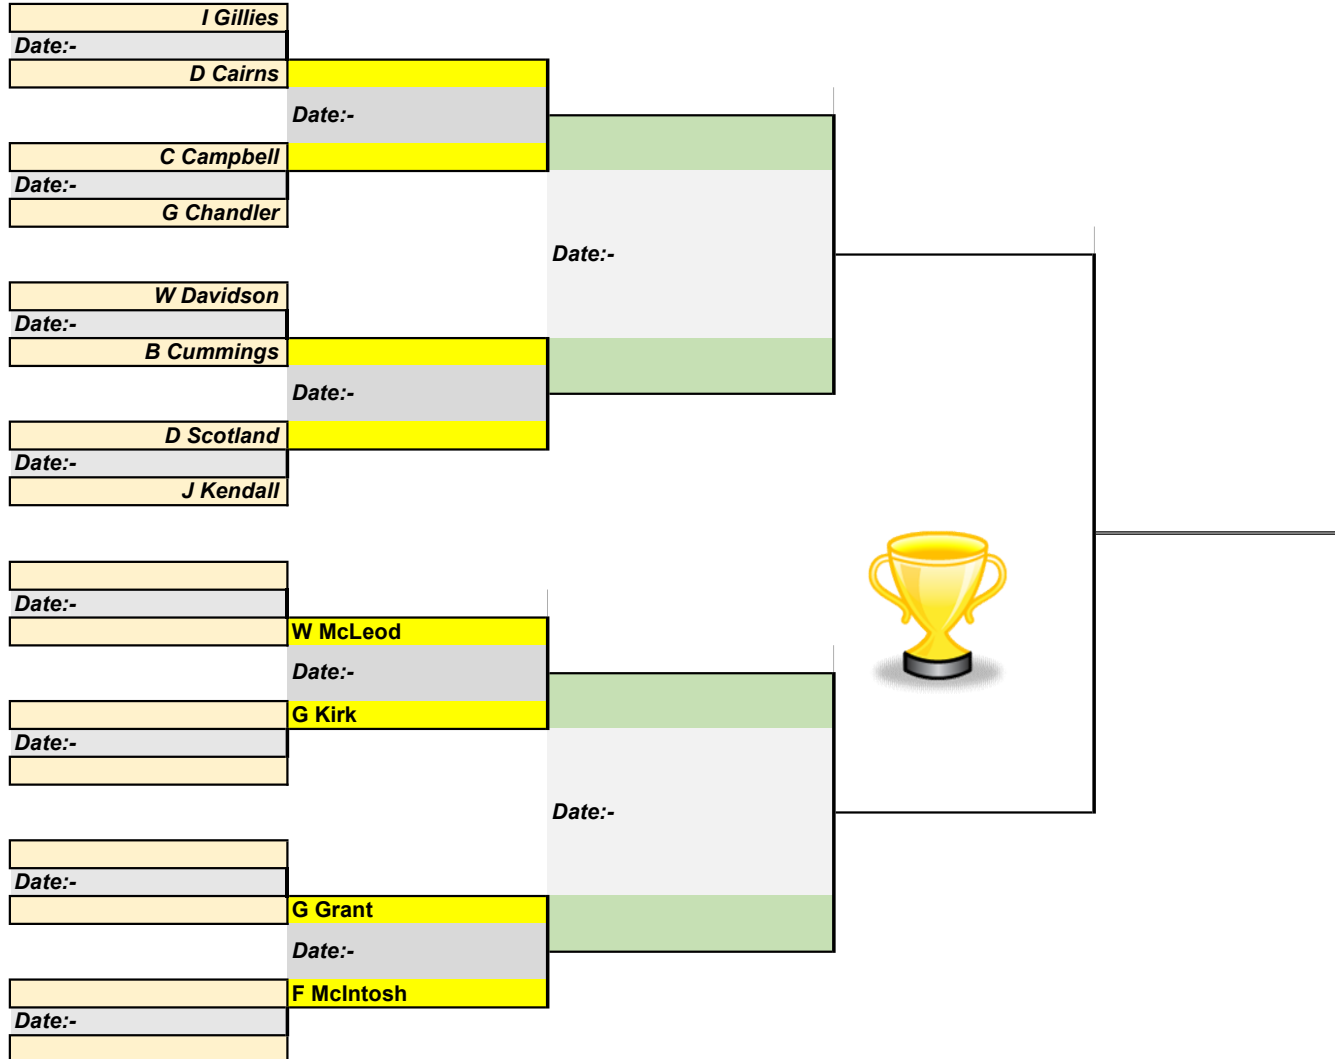 I Gillies
Date:-
D Cairns
Date:-
C Campbell
Date:-
G Chandler
Date:-
W Davidson
Date:-
B Cummings
Date:-
D Scotland
Date:-
J Kendall
Date:-
W McLeod
Date:-
G Kirk
Date:-
Date:-
Date:-
G Grant
Date:-
F McIntosh
Date:-